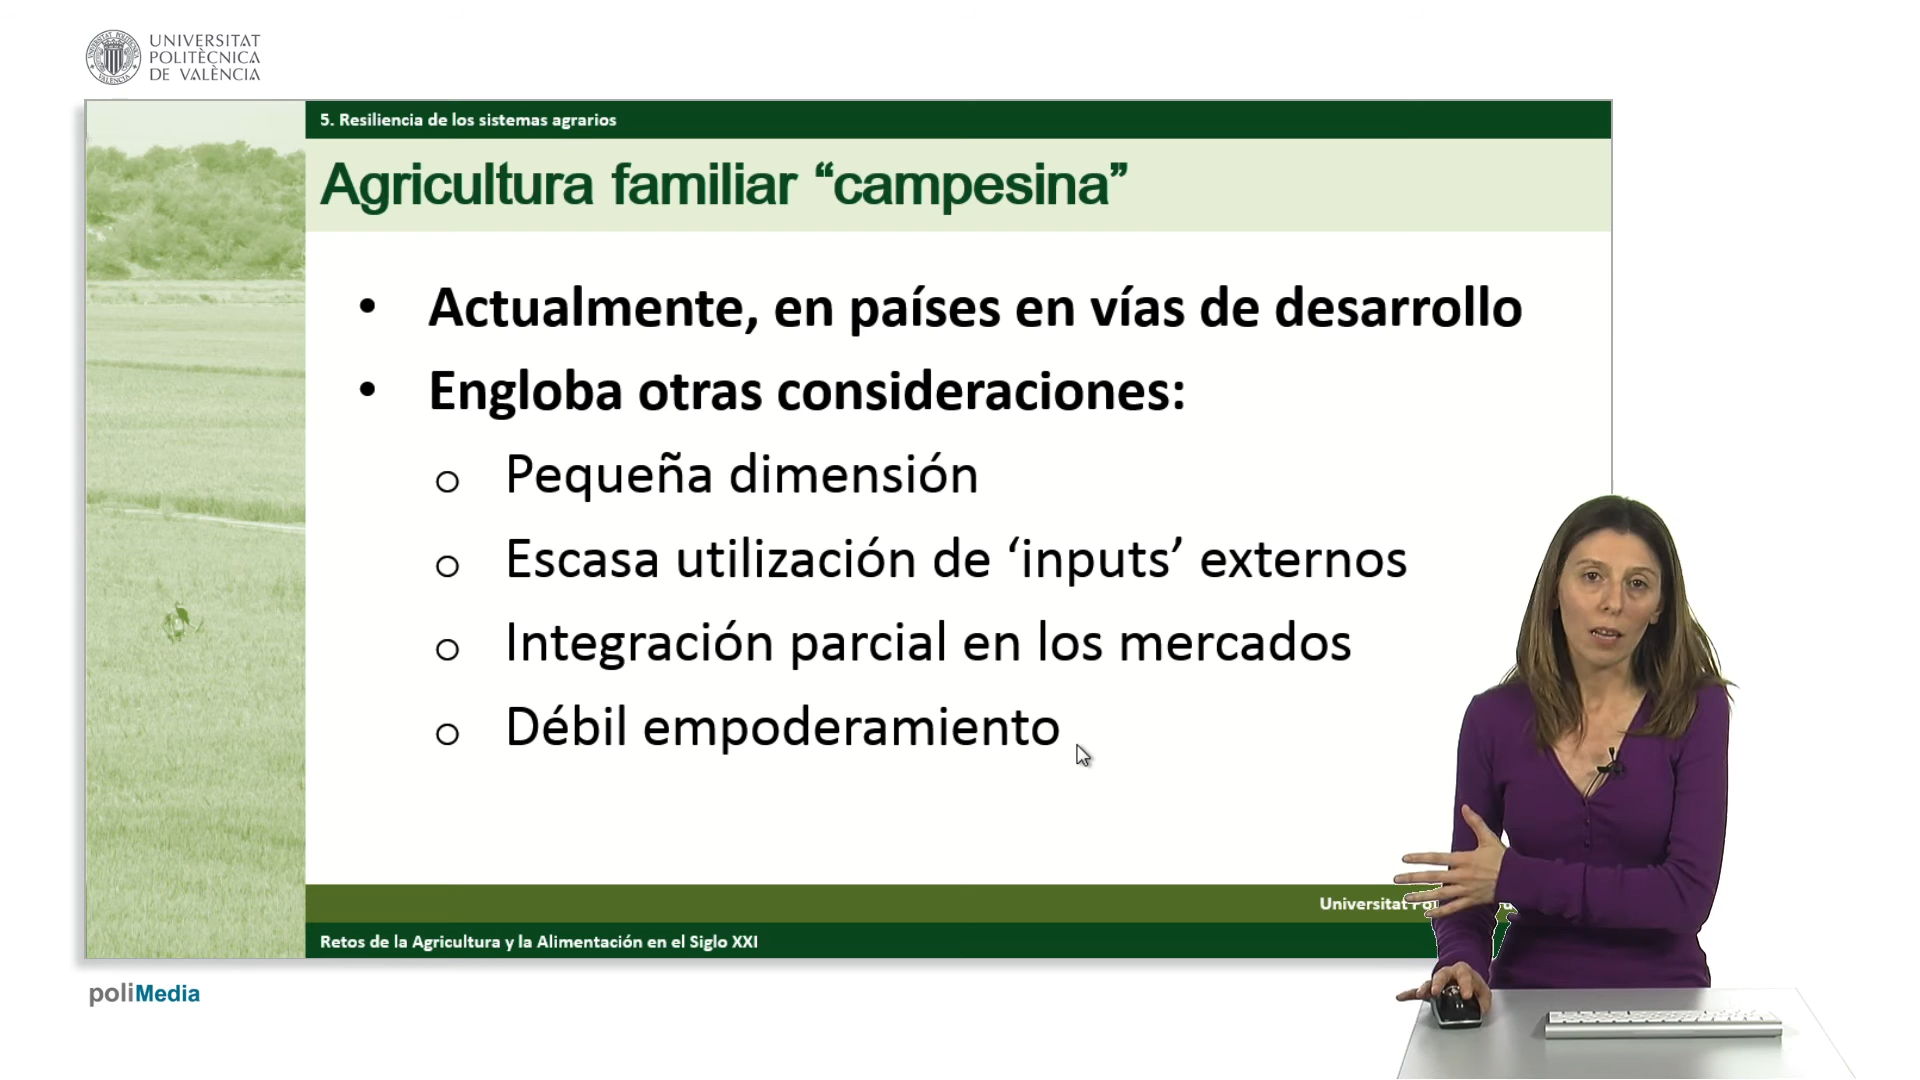 UNIVERSITAT
POLITÈCNICA
DE VALÈNCIA
5. Resiliencia de los sistemas agrarios
Agricultura familiar “campesina”
• Actualmente, en países en vías de desarrollo
• Engloba otras consideraciones:
o Pequeña dimensión
o Escasa utilización de ‘inputs’ externos
o Integración parcial en los mercados
o Débil empoderamiento
Universitat
Retos de la Agricultura y la Alimentación en el Siglo XXI
poliMedia